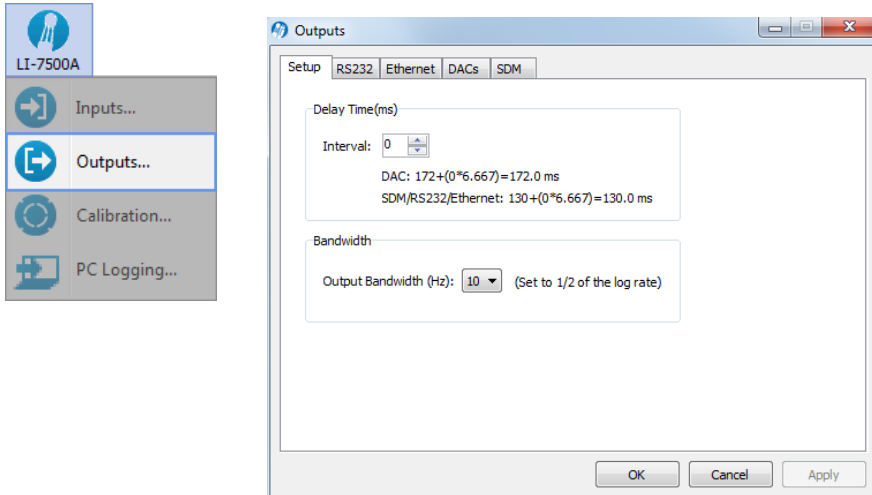 LI-7500A
Inputs...
Outputs...
Calibration...
PC Logging...
Outputs
Setup RS232 Ethernet DACs SDM
Delay Time(ms)
Interval: 0
DAC: 172+(0*6.667)=172.0 ms
SDM/RS232/Ethernet: 130+(0*6.667)=130.0 ms
Bandwidth
Output Bandwidth (Hz): 10 (Set to 1/2 of the log rate)
OK Cancel Apply